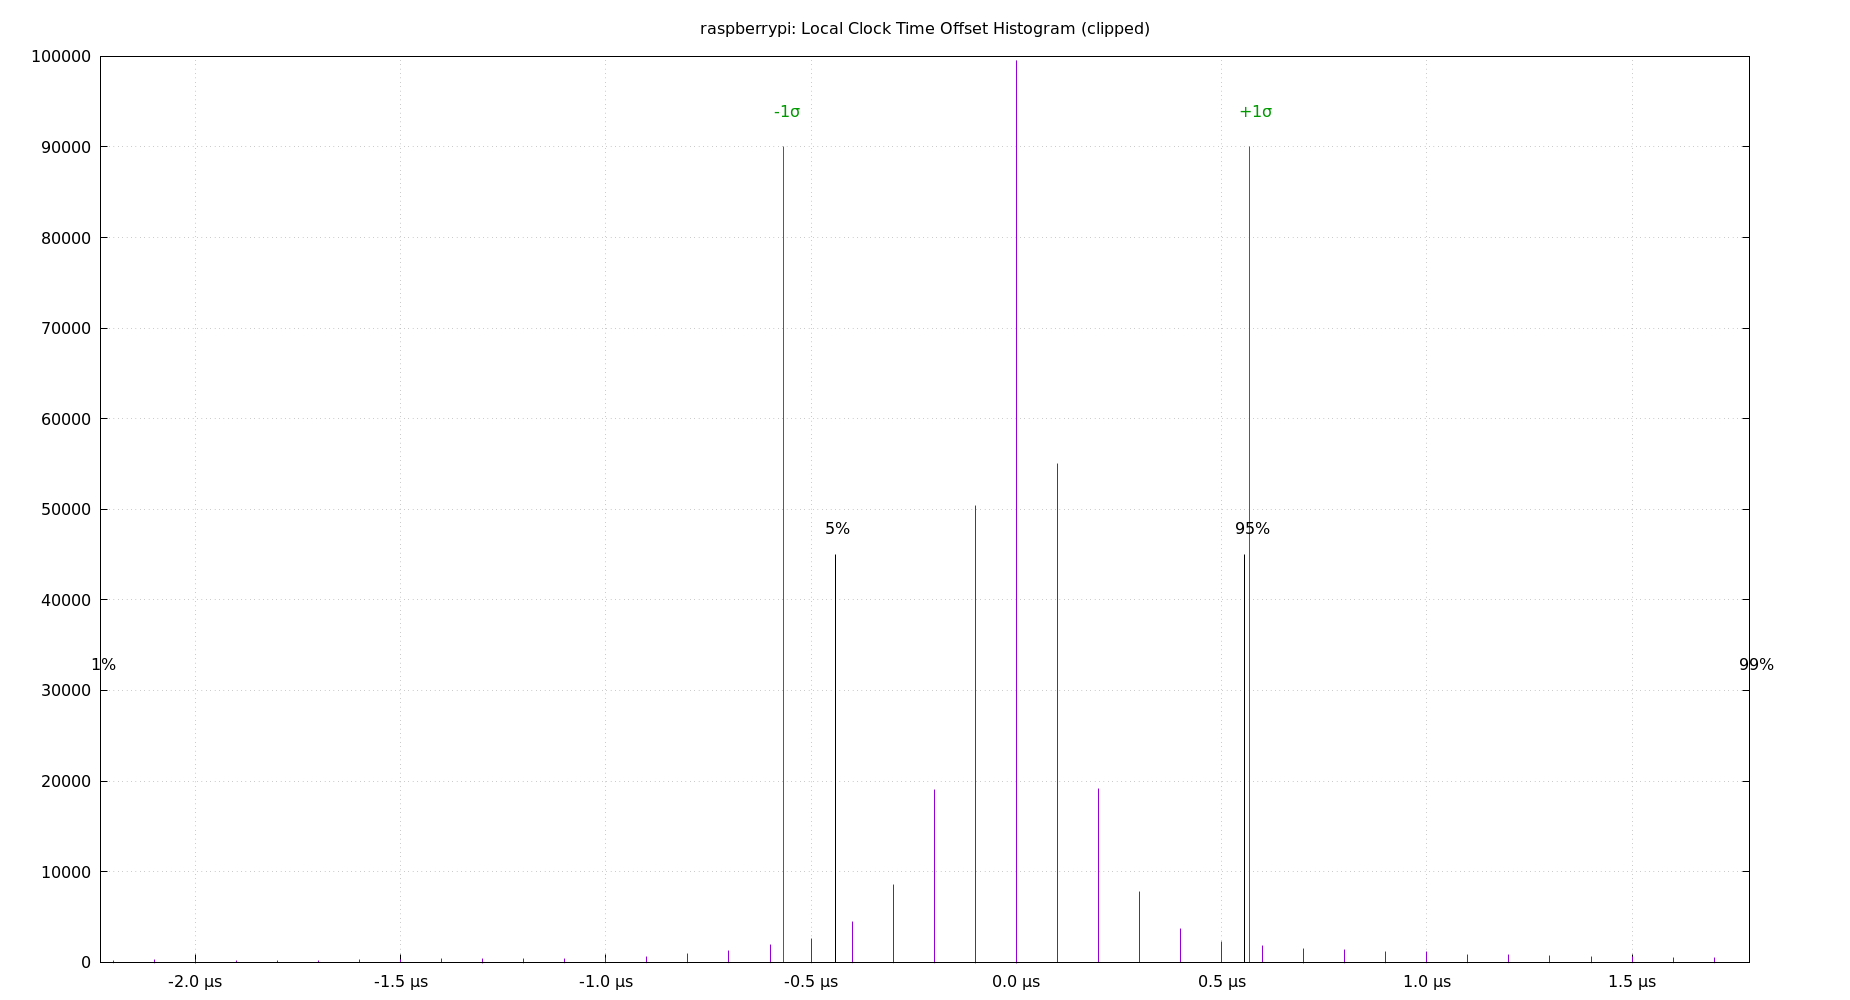 raspberrypi: Local Clock Time Offset Histogram (clipped)
100000
-1σ
+1σ
90000
80000
70000
60000
50000
5%
95%
40000
1%
99%
30000
20000
10000
0
-2.0 µs
-1.5 µs
-1.0 µs
-0.5 µs
0.0 µs
0.5 µs
1.0 µs
1.5 µs